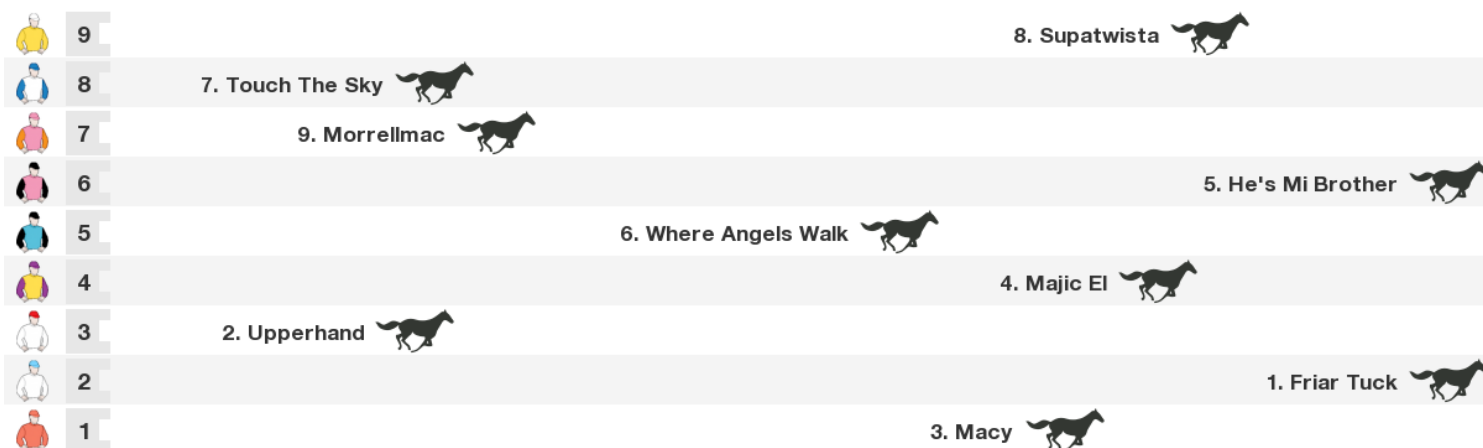 9 8. Supatwista
8 7. Touch The Sky
7 9. Morrellmac
6 5. He's Mi Brother
5 6. Where Angels Walk
4 4. Majic El
3 2. Upperhand
2 1. Friar Tuck
1 3. Macy